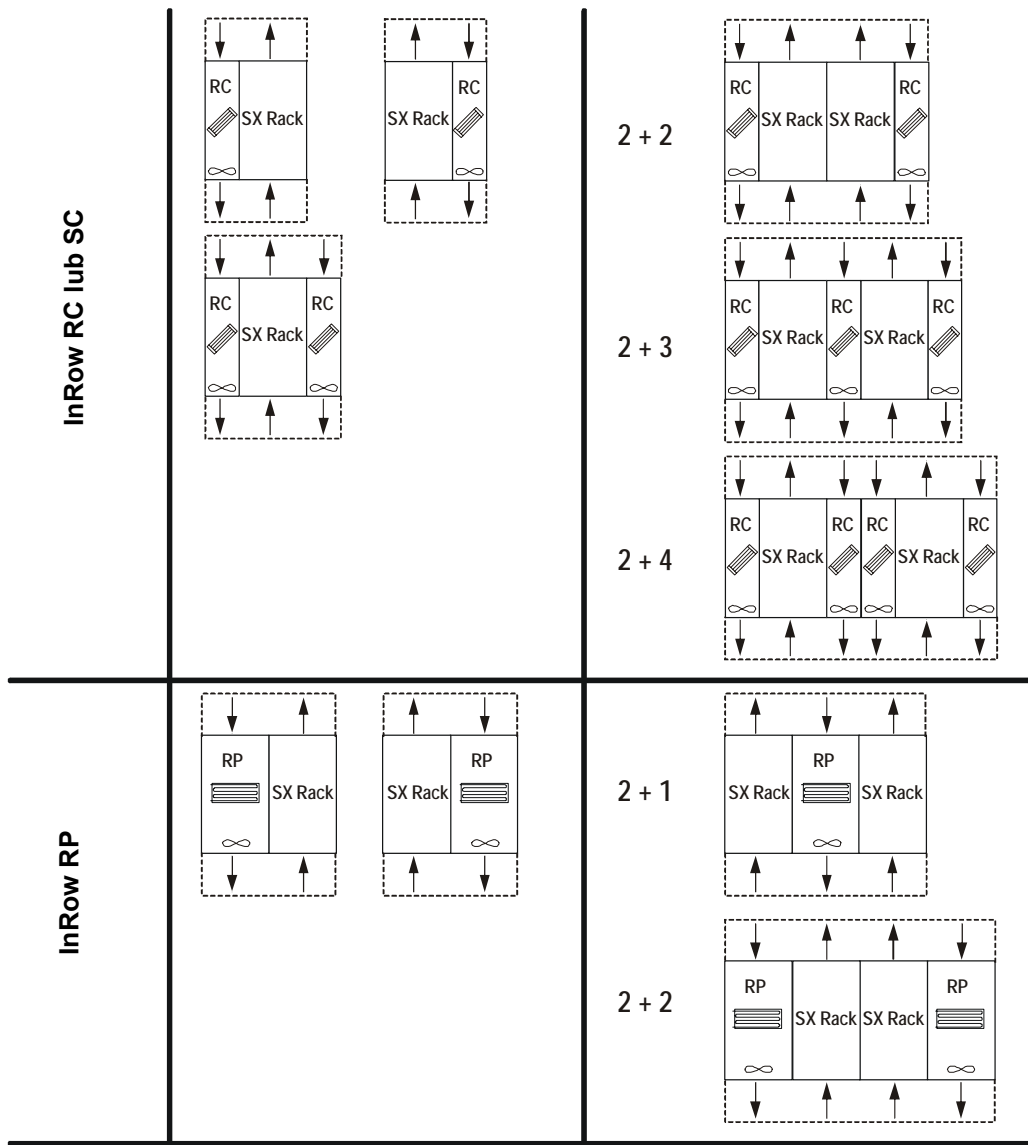 InRow RC lub SC
RC
SX Rack
SX Rack
RC
RC
SX Rack
RC
2 + 2
RC
SX Rack
SX Rack
RC
2 + 3
RC
SX Rack
RC
SX Rack
RC
2 + 4
RC
SX Rack
RC
RC
SX Rack
RC
InRow RP
RP
SX Rack
SX Rack
RP
2 + 1
SX Rack
RP
SX Rack
2 + 2
RP
SX Rack
SX Rack
RP